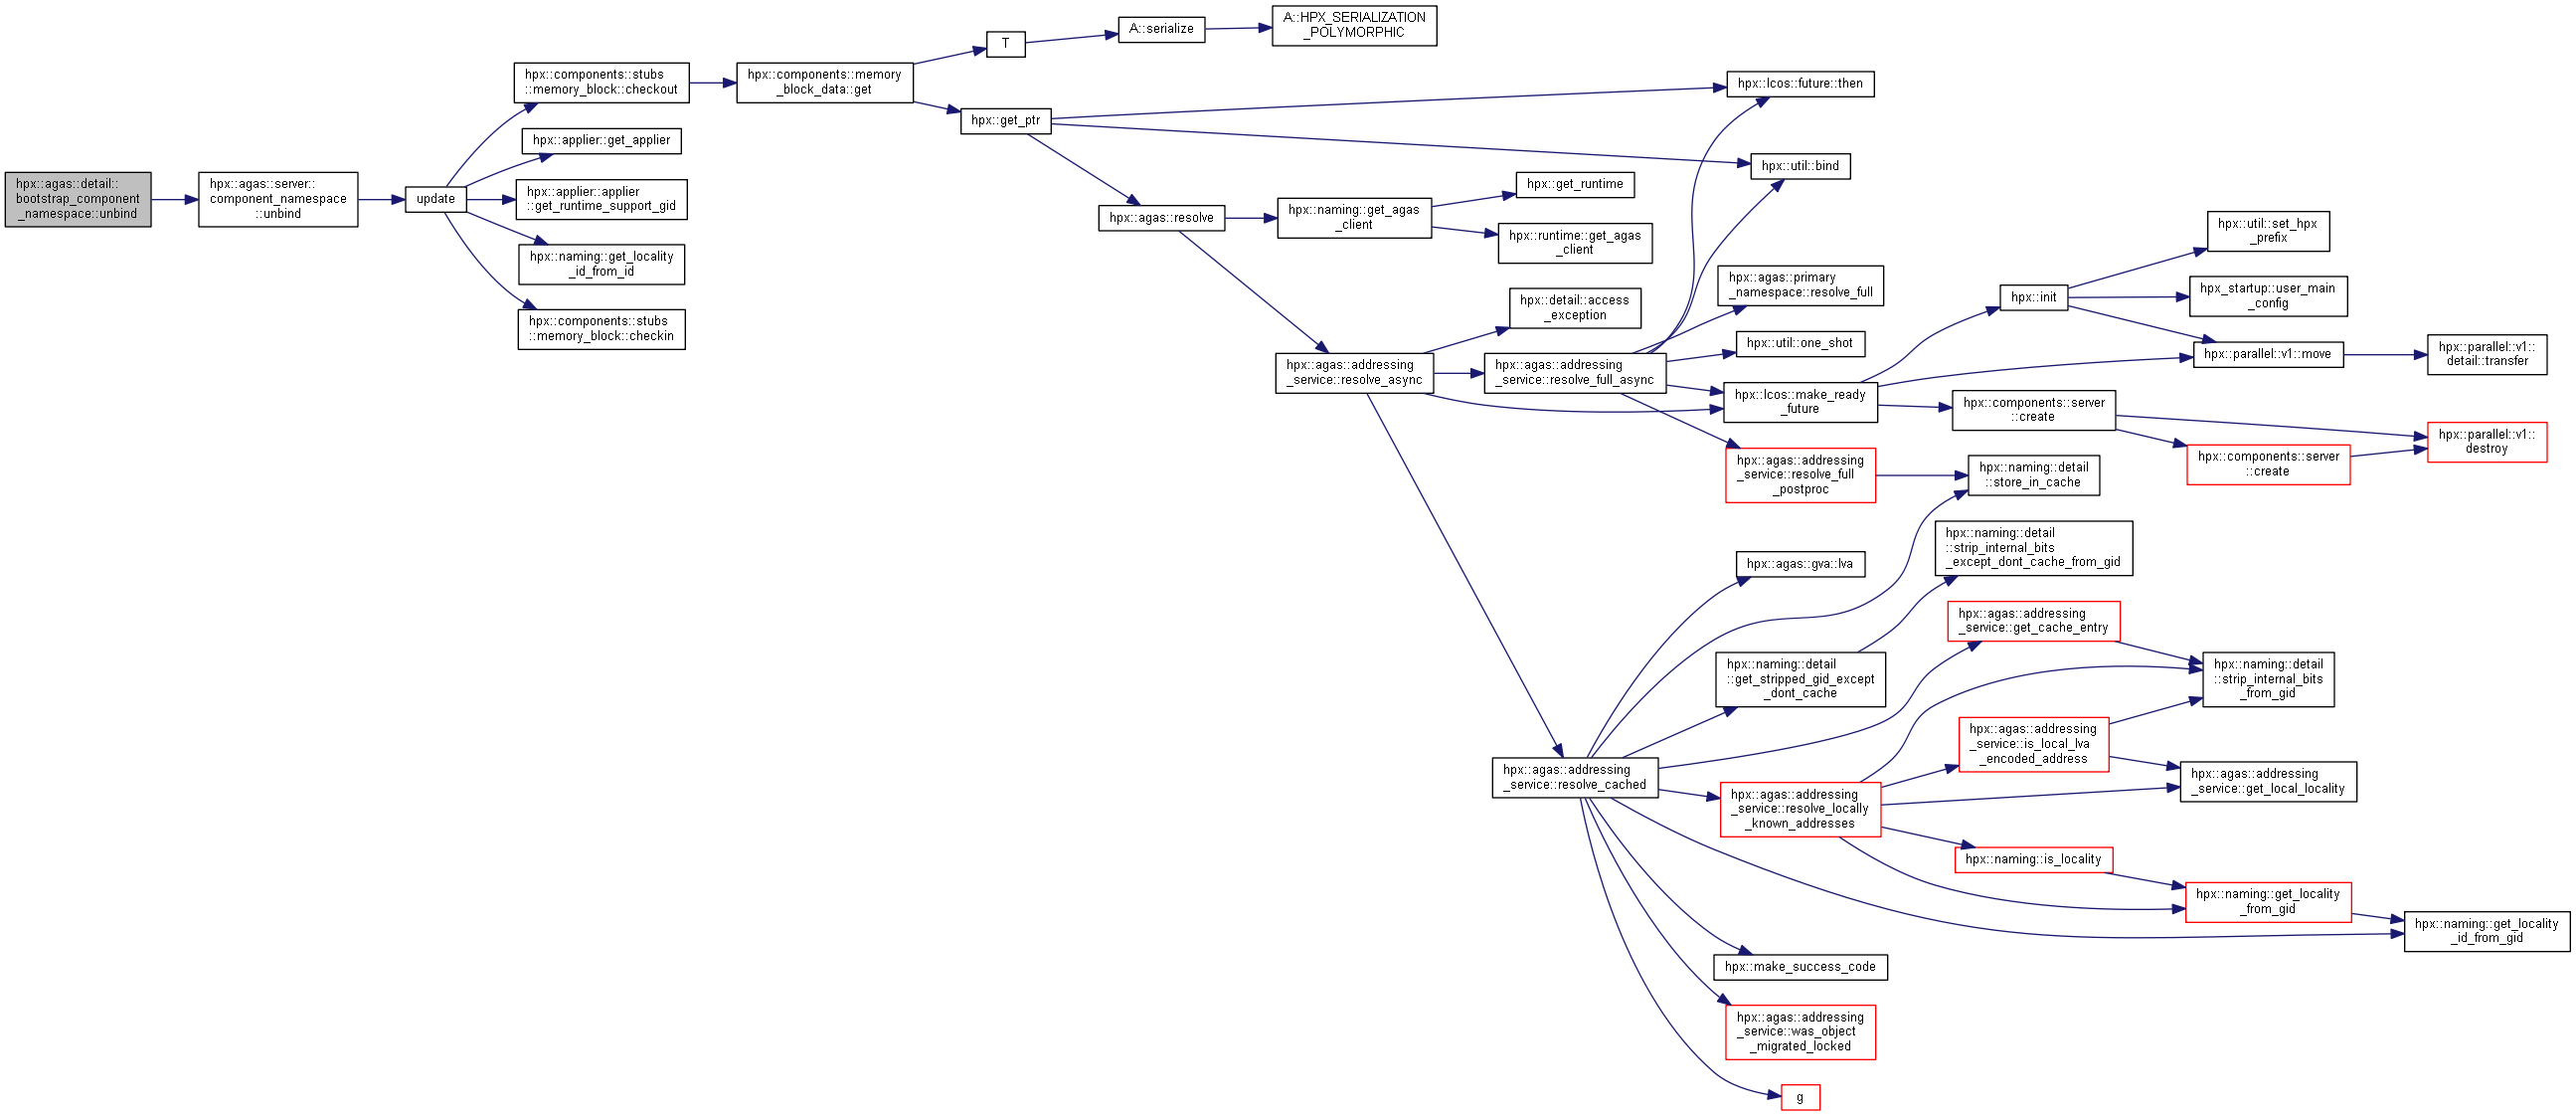 hpx::agas::detail::
bootstrap_component
_namespace::unbind
hpx::agas::server::
component_namespace
::unbind
update
hpx::components::stubs
::memory_block::checkout
hpx::applier::get_applier
hpx::applier::applier
::get_runtime_support_gid
hpx::naming::get_locality
_id_from_id
hpx::components::stubs
::memory_block::checkin
hpx::components::memory
_block_data::get
T
A::serialize
A::HPX_SERIALIZATION
_POLYMORPHIC
hpx::get_ptr
hpx::agas::resolve
hpx::naming::get_agas
_client
hpx::get_runtime
hpx::runtime::get_agas
_client
hpx::lcos::future::then
hpx::util::bind
hpx::agas::addressing
_service::resolve_async
hpx::detail::access
_exception
hpx::agas::addressing
_service::resolve_full_async
hpx::agas::primary
_namespace::resolve_full
hpx::util::one_shot
hpx::lcos::make_ready
_future
hpx::agas::addressing
_service::resolve_full
_postproc
hpx::init
hpx::util::set_hpx
_prefix
hpx_startup::user_main
_config
hpx::parallel::v1::move
hpx::parallel::v1::
detail::transfer
hpx::components::server
::create
hpx::components::server
::create
hpx::parallel::v1::
destroy
hpx::naming::detail
::store_in_cache
hpx::naming::detail
::strip_internal_bits
_except_dont_cache_from_gid
hpx::agas::gva::lva
hpx::agas::addressing
_service::get_cache_entry
hpx::naming::detail
::get_stripped_gid_except
_dont_cache
hpx::naming::detail
::strip_internal_bits
_from_gid
hpx::agas::addressing
_service::is_local_lva
_encoded_address
hpx::agas::addressing
_service::resolve_cached
hpx::agas::addressing
_service::resolve_locally
_known_addresses
hpx::agas::addressing
_service::get_local_locality
hpx::naming::is_locality
hpx::naming::get_locality
_from_gid
hpx::naming::get_locality
_id_from_gid
hpx::make_success_code
hpx::agas::addressing
_service::was_object
_migrated_locked
g